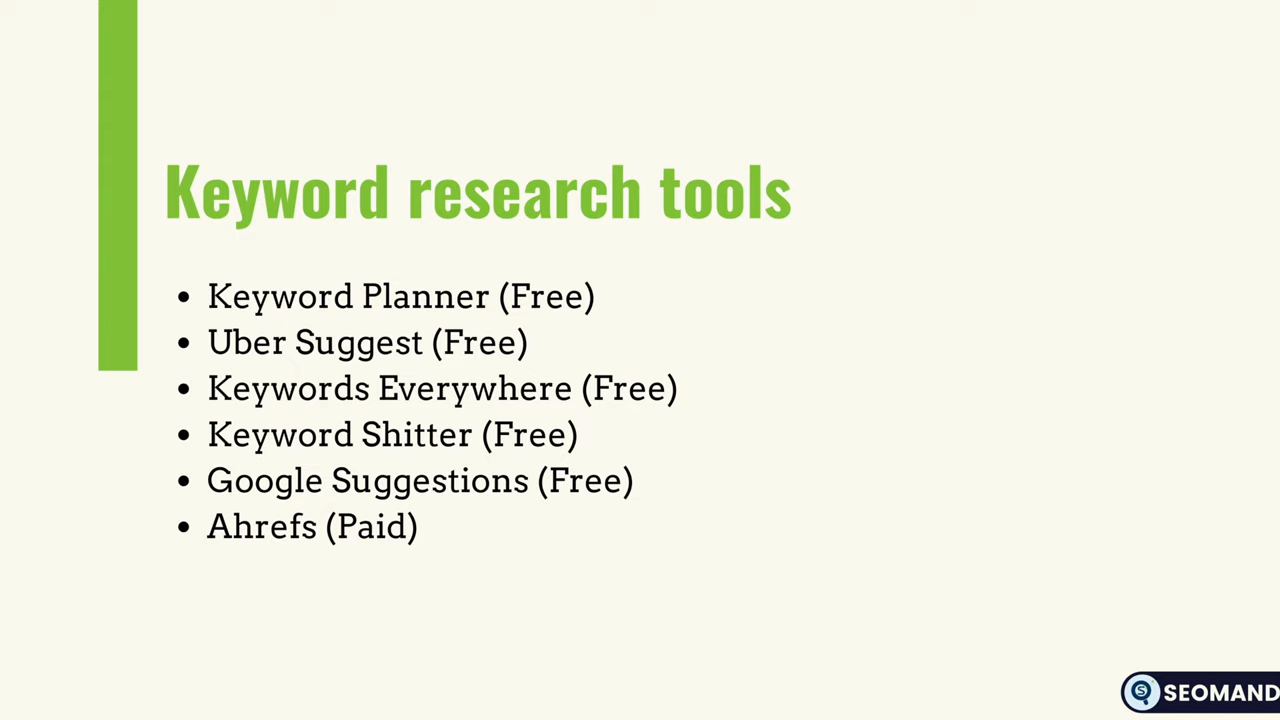 Keyword research tools
• Keyword Planner (Free)
• Uber Suggest (Free)
• Keywords Everywhere (Free)
• Keyword Shitter (Free)
• Google Suggestions (Free)
• Ahrefs (Paid)
SEOMAND